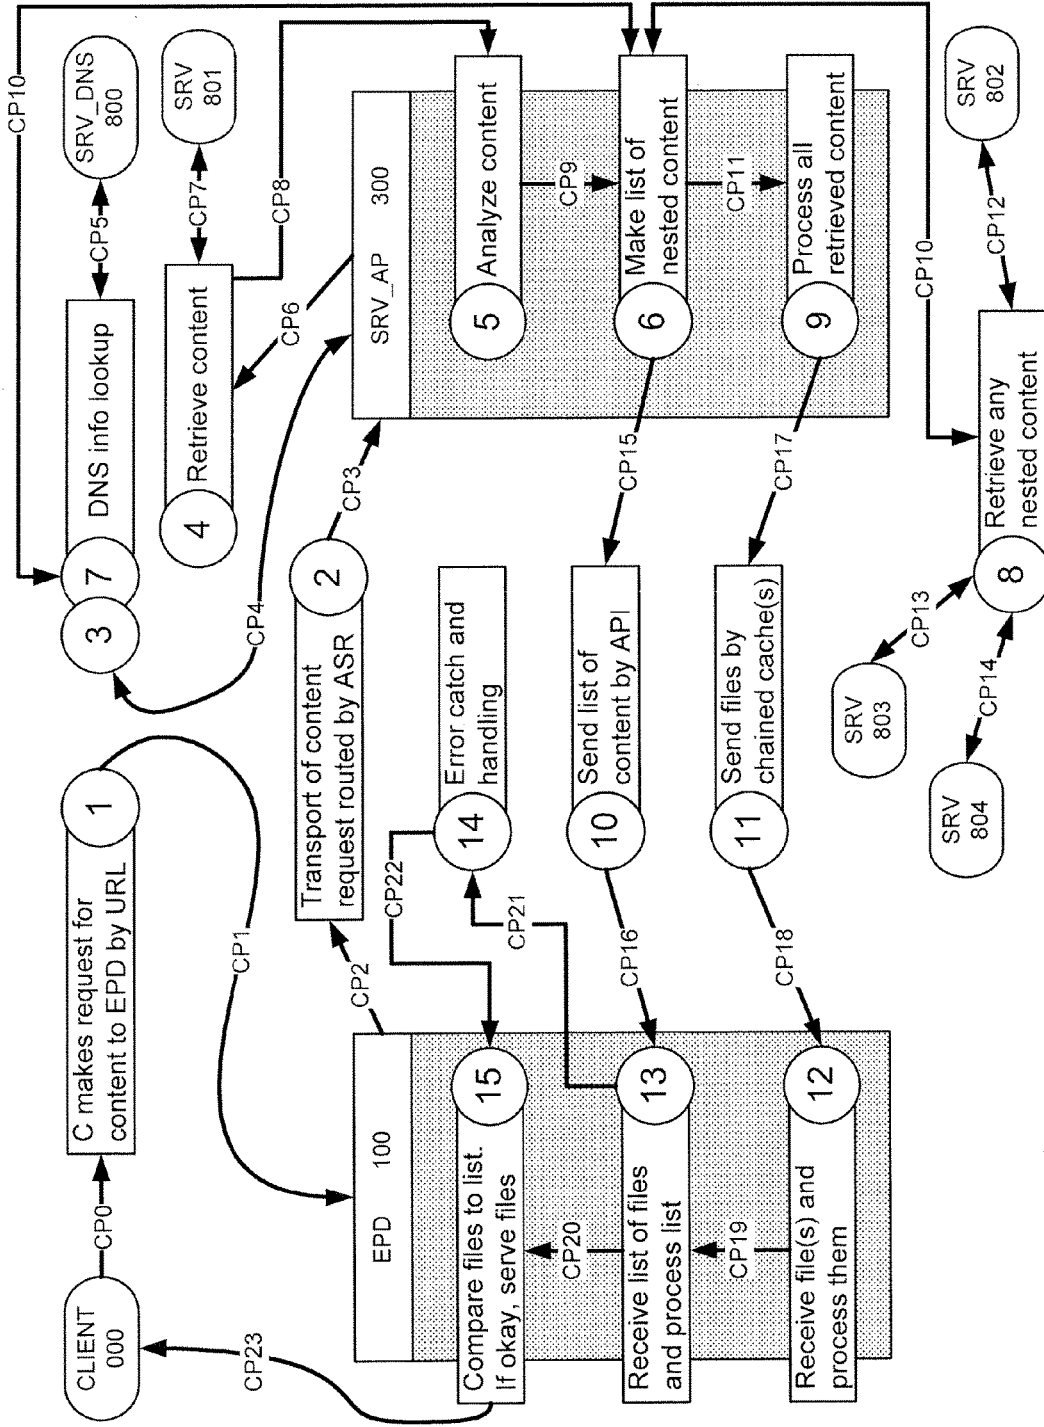 CP10
CLIENT
000
CP0
C makes request for
content to EPD by URL
1
3
7
DNS info lookup
CP5
SRV_DNS
800
4
Retrieve content
CP7
SRV
801
CP23
CP1
CP4
CP6
CP8
CP2
Transport of content
request routed by ASR
2
CP3
EPD
100
SRV_AP
300
CP22
Compare files to list.
If okay, serve files
15
14
Error catch and
handling
5
Analyze content
CP20
CP21
CP9
Receive list of files
and process list
13
CP16
10
Send list of
content by API
CP15
6
Make list of
nested content
CP19
CP11
Receive file(s) and
process them
12
CP18
11
Send files by
chained cache(s)
CP17
9
Process all
retrieved content
SRV
803
CP13
CP10
SRV
804
CP14
8
Retrieve any
nested content
CP12
SRV
802